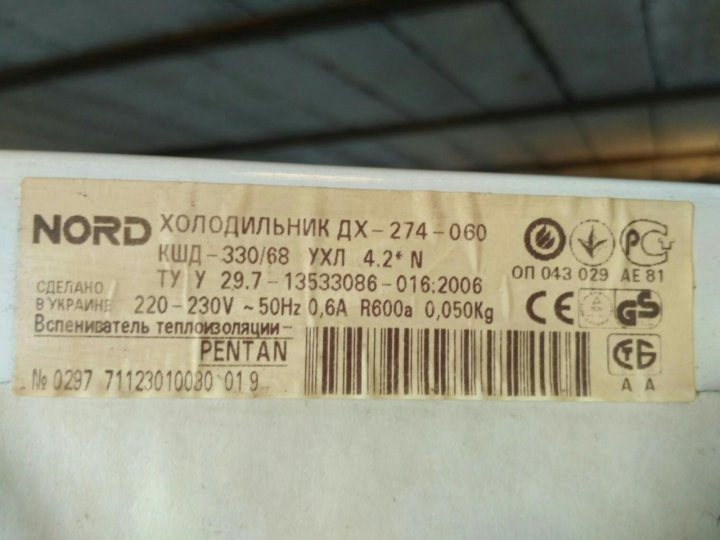 NORD ХОЛОДИЛЬНИК ДХ-274-060
КШД-330/68 УХЛ 4.2* N
ТУ У 29.7-13533086-016:2006
СДЕЛАНО
В УКРАИНЕ
220-230V ~50Hz 0,6A R600a 0,050Kg
Вспениватель теплоизоляции-
PENTAN
№ 0297 71123010030 01 9
ОП 043 029 АЕ 81
CE GS
СТБ
А А